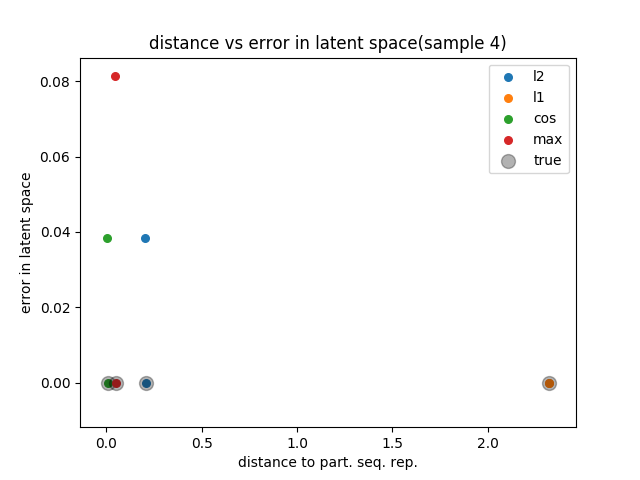 distance vs error in latent space(sample 4)
l2
l1
cos
max
true
0.08
0.06
0.04
0.02
0.00
error in latent space
0.0 0.5 1.0 1.5 2.0
distance to part. seq. rep.